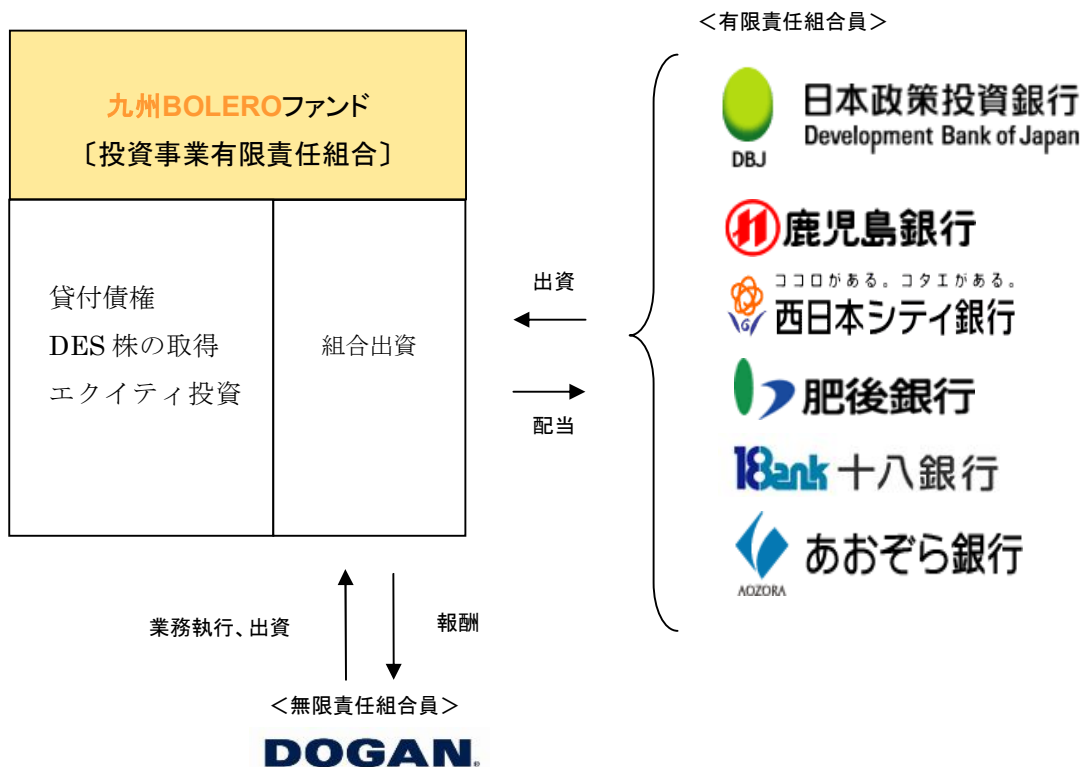 ＜有限責任組合員＞
九州BOLEROファンド
〔投資事業有限責任組合〕
貸付債権
DES 株の取得
エクイティ投資
組合出資
出資
配当
DBJ
日本政策投資銀行
Development Bank of Japan
鹿児島銀行
ココロがある。コタエがある。
西日本シティ銀行
肥後銀行
18Bank 十八銀行
AOZORA
あおぞら銀行
業務執行、出資
報酬
＜無限責任組合員＞
DOGAN®